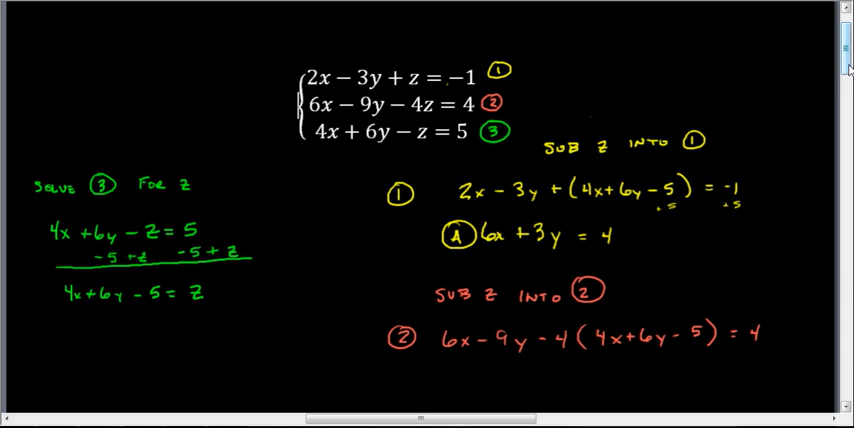 2x − 3y + z = −1 ①
6x − 9y − 4z = 4 ②
4x + 6y − z = 5 ③
SOLVE ③ FOR Z
4x + 6y - z = 5
-5 + z -5 + z
4x + 6y - 5 = z
SUB Z INTO ①
① 2x - 3y + (4x + 6y - 5) = -1
+5 +5
Ⓐ 6x + 3y = 4
SUB Z INTO ②
② 6x - 9y - 4(4x + 6y - 5) = 4